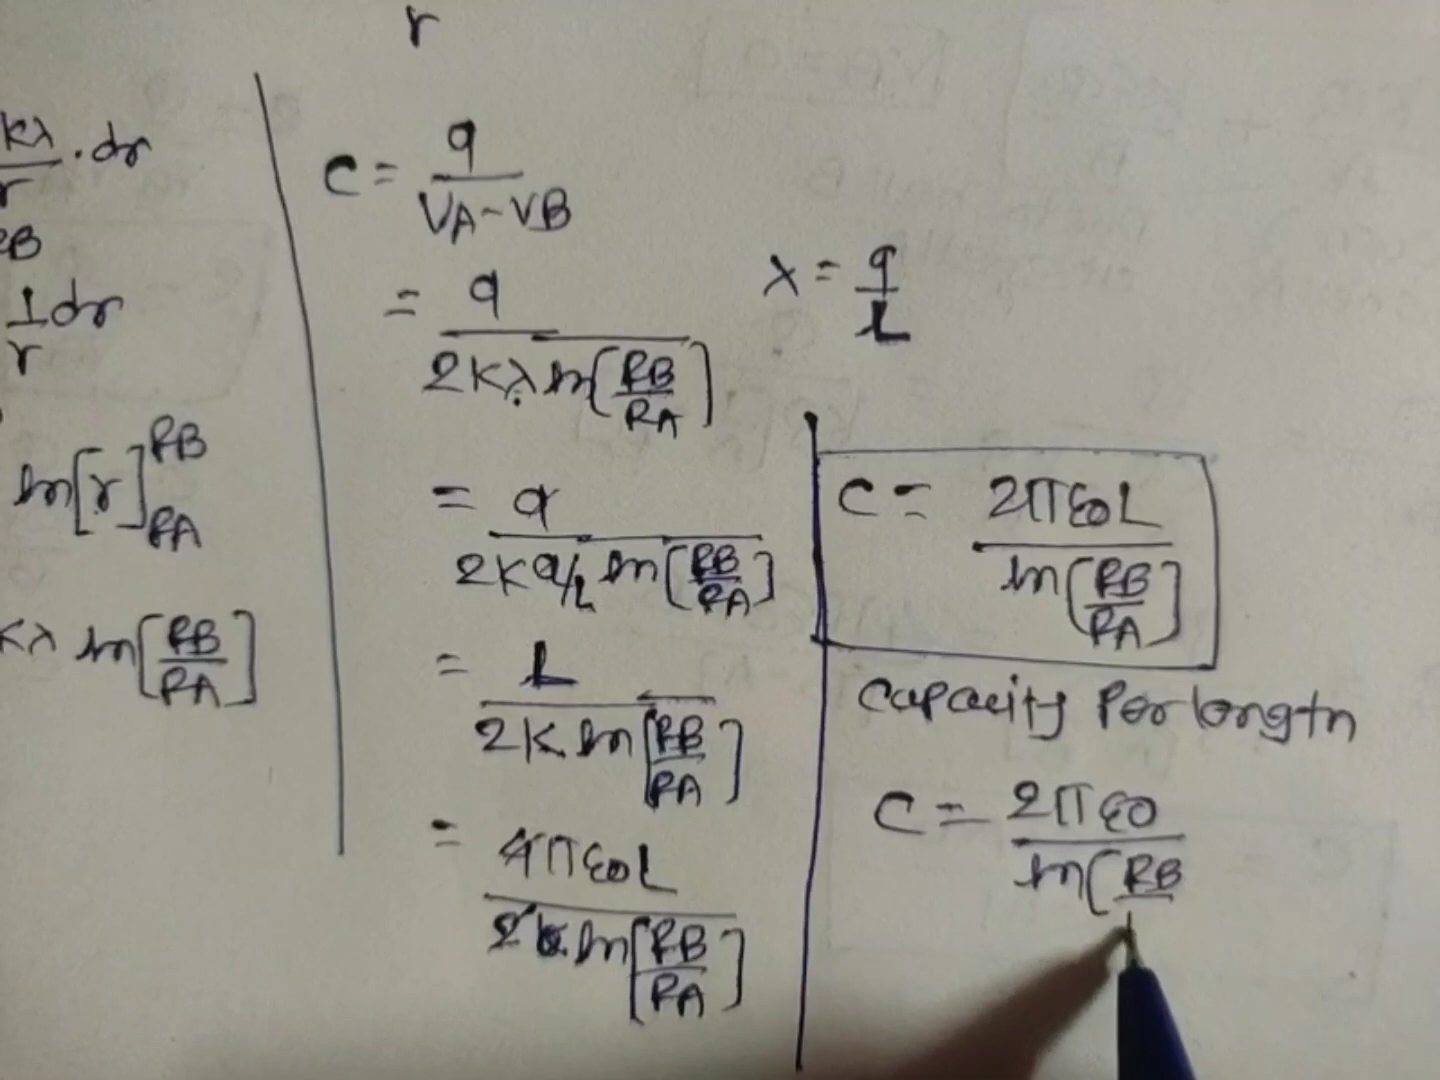 r
Kλ/r . dr
RB
1/r dr
ln[r] RB RA
Kλ ln[RB/RA]
C = q/(VA-VB)
= q/(2Kλ ln[RB/RA])
= q/(2K q/L ln[RB/RA])
= L/(2K ln[RB/RA])
= 4πε0L/(2 ln[RB/RA])
λ = q/L
C = 2πε0L/(ln[RB/RA])
Capacity Per length
C = 2πε0/(ln[RB